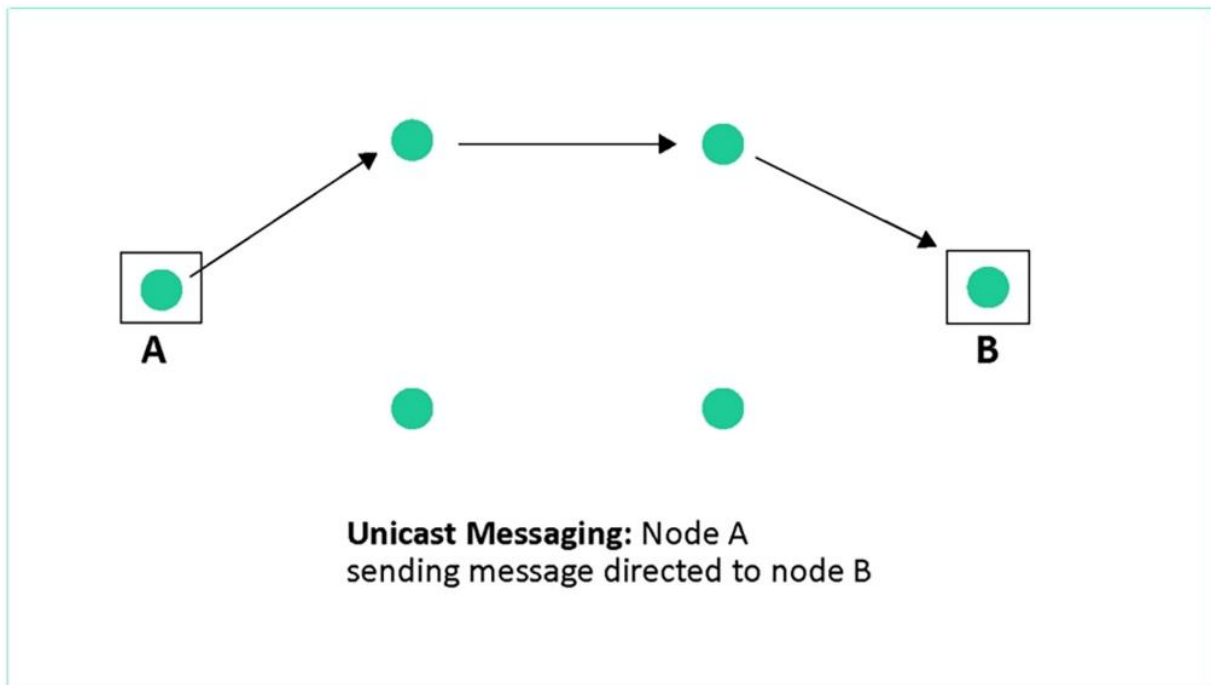 A
B
Unicast Messaging: Node A
sending message directed to node B